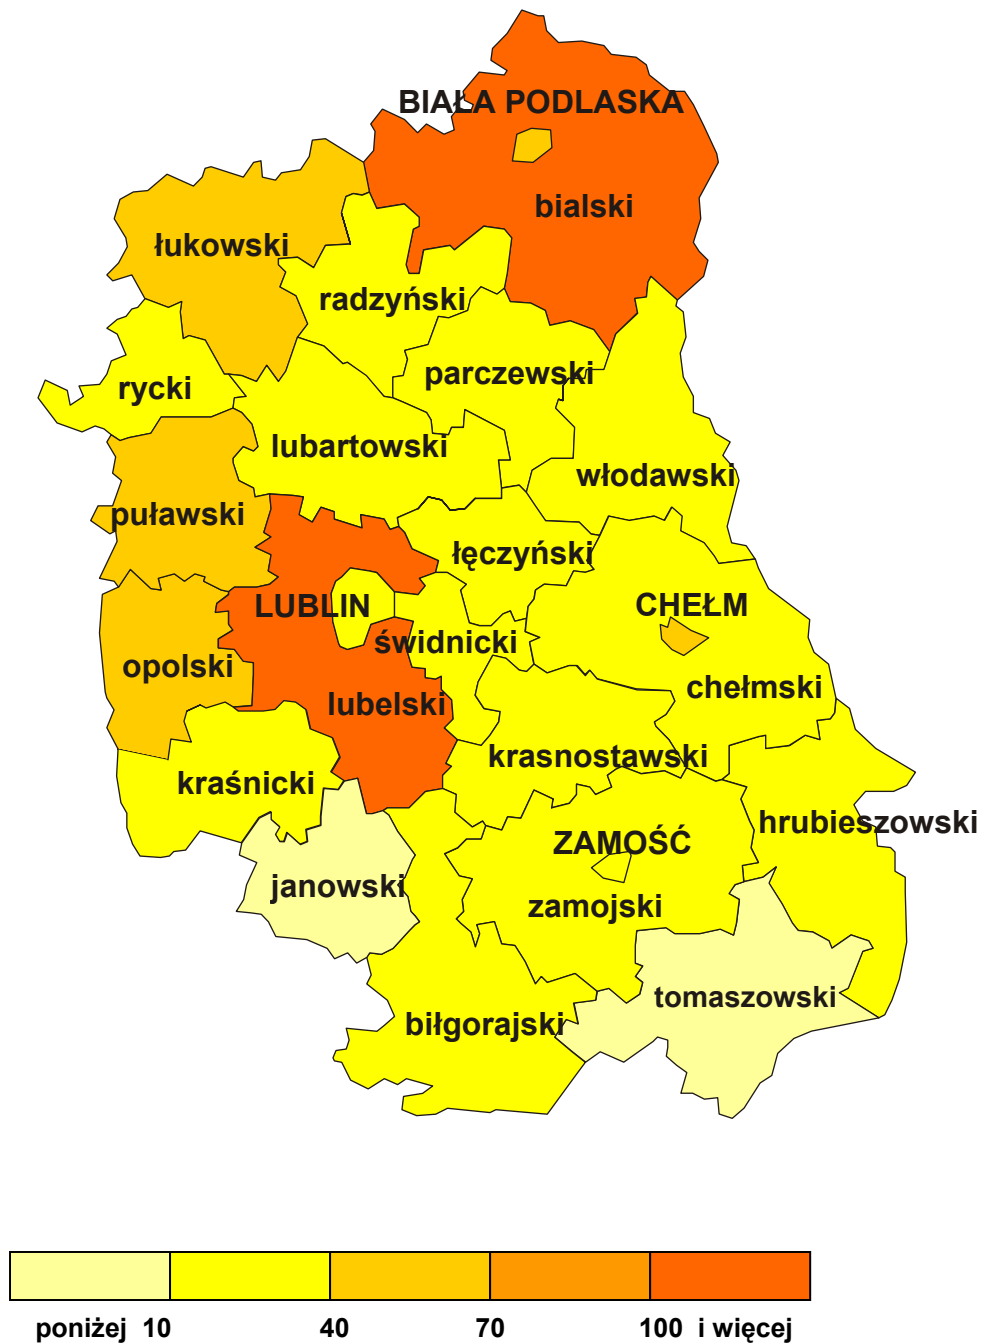 BIAŁA PODLASKA
bialski
łukowski
radzyński
parczewski
rycki
lubartowski
włodawski
puławski
łęczyński
LUBLIN
CHEŁM
świdnicki
opolski
chełmski
lubelski
krasnostawski
kraśnicki
hrubieszowski
ZAMOŚĆ
janowski
zamojski
tomaszowski
biłgorajski
poniżej 10 40 70 100 i więcej